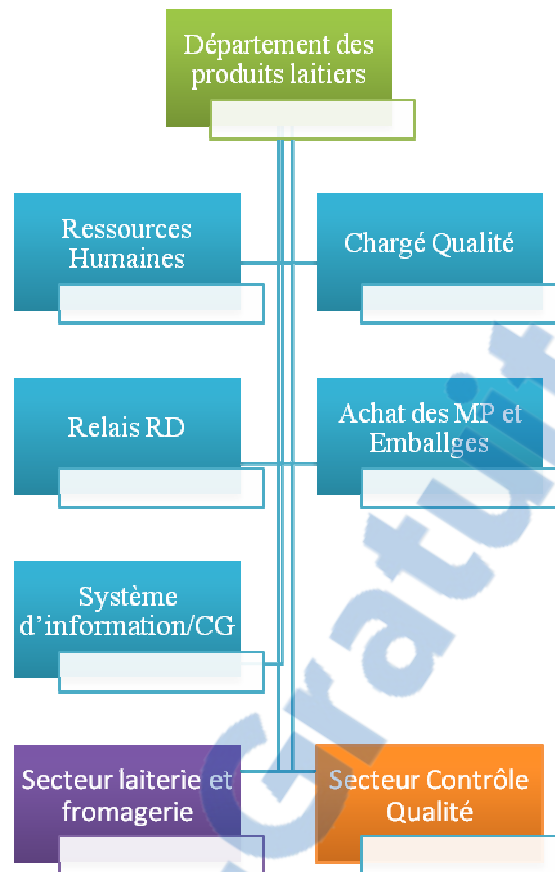 Département des
produits laitiers
Ressources
Humaines
Chargé Qualité
Relais RD
Achat des MP et
Emballges
Système
d’information/CG
Secteur laiterie et
fromagerie
Secteur Contrôle
Qualité
Gratuit